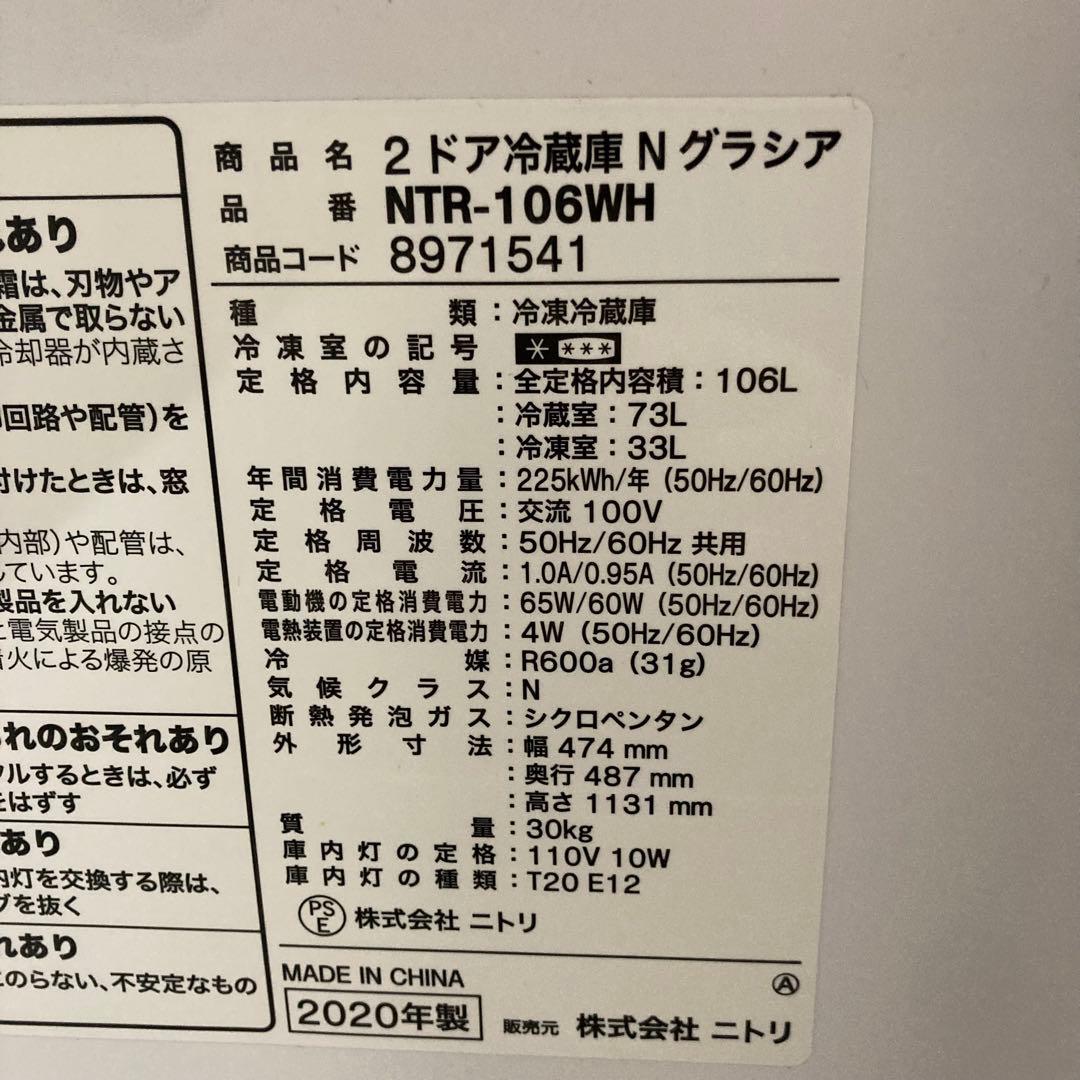 れあり
霜は、刃物やア
金属で取らない
冷却器が内蔵さ
回路や配管)を
付けたときは、窓
内部)や配管は、
しています。
製品を入れない
と電気製品の接点の
着火による爆発の原
れのおそれあり
クルするときは、必ず
をはずす
あり
内灯を交換する際は、
グを抜く
れあり
にのらない、不安定なもの
商品名 2ドア冷蔵庫 N グラシア
品番 NTR-106WH
商品コード 8971541
種類:冷凍冷蔵庫
冷凍室の記号 * ***
定格内容量:全定格内容積:106L
:冷蔵室:73L
:冷凍室:33L
年間消費電力量:225kWh/年 (50Hz/60Hz)
定格電圧:交流 100V
定格周波数:50Hz/60Hz 共用
定格電流:1.0A/0.95A (50Hz/60Hz)
電動機の定格消費電力:65W/60W (50Hz/60Hz)
電熱装置の定格消費電力:4W (50Hz/60Hz)
冷媒:R600a (31g)
気候クラス:N
断熱発泡ガス:シクロペンタン
外形寸法:幅 474 mm
:奥行 487 mm
:高さ 1131 mm
質量:30kg
庫内灯の定格:110V 10W
庫内灯の種類:T20 E12
PSE 株式会社 ニトリ
MADE IN CHINA Ⓐ
2020年製 販売元 株式会社 ニトリ